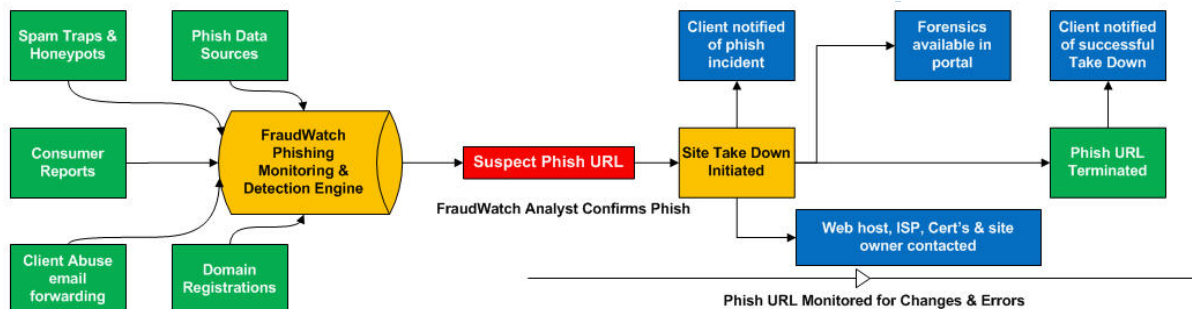 Spam Traps &
Honeypots
Phish Data
Sources
Consumer
Reports
Client Abuse
email
forwarding
Domain
Registrations
FraudWatch
Phishing
Monitoring &
Detection Engine
Suspect Phish URL
FraudWatch Analyst Confirms Phish
Client notified
of phish
incident
Site Take Down
Initiated
Forensics
available in
portal
Web host, ISP, Cert's & site
owner contacted
Client notified
of successful
Take Down
Phish URL
Terminated
Phish URL Monitored for Changes & Errors